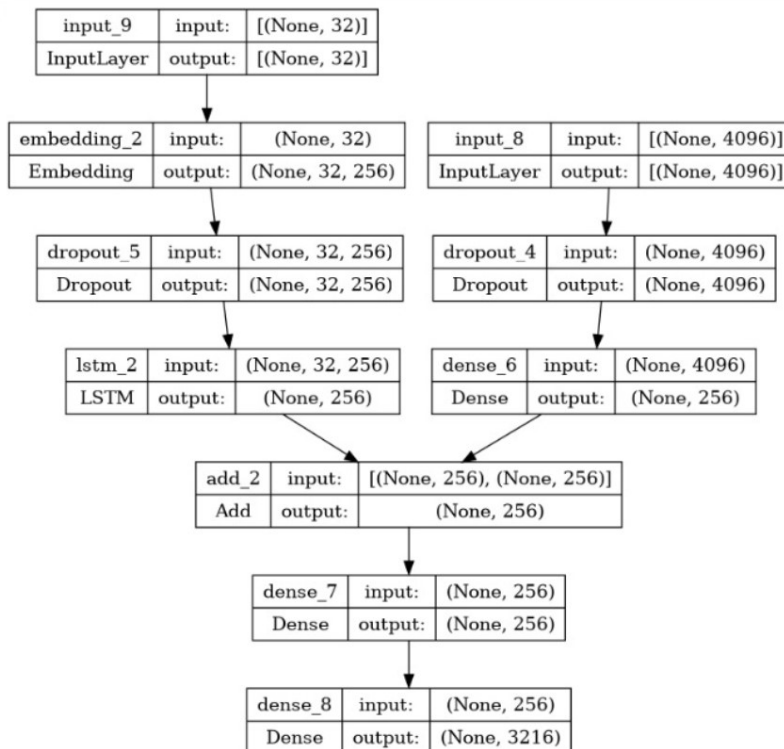 input_9 input: [(None, 32)]
InputLayer output: [(None, 32)]
embedding_2 input: (None, 32)
Embedding output: (None, 32, 256)
input_8 input: [(None, 4096)]
InputLayer output: [(None, 4096)]
dropout_5 input: (None, 32, 256)
Dropout output: (None, 32, 256)
dropout_4 input: (None, 4096)
Dropout output: (None, 4096)
lstm_2 input: (None, 32, 256)
LSTM output: (None, 256)
dense_6 input: (None, 4096)
Dense output: (None, 256)
add_2 input: [(None, 256), (None, 256)]
Add output: (None, 256)
dense_7 input: (None, 256)
Dense output: (None, 256)
dense_8 input: (None, 256)
Dense output: (None, 3216)